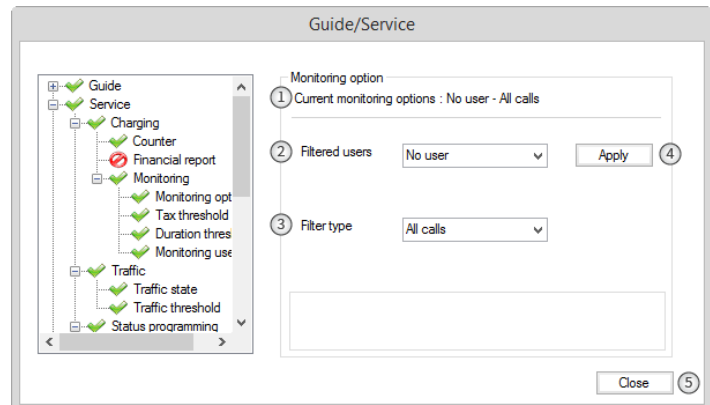 Guide/Service
Guide
Service
Charging
Counter
Financial report
Monitoring
Monitoring opt
Tax threshold
Duration thres
Monitoring use
Traffic
Traffic state
Traffic threshold
Status programming
Monitoring option
1 Current monitoring options : No user - All calls
2 Filtered users No user Apply 4
3 Filter type All calls
Close 5